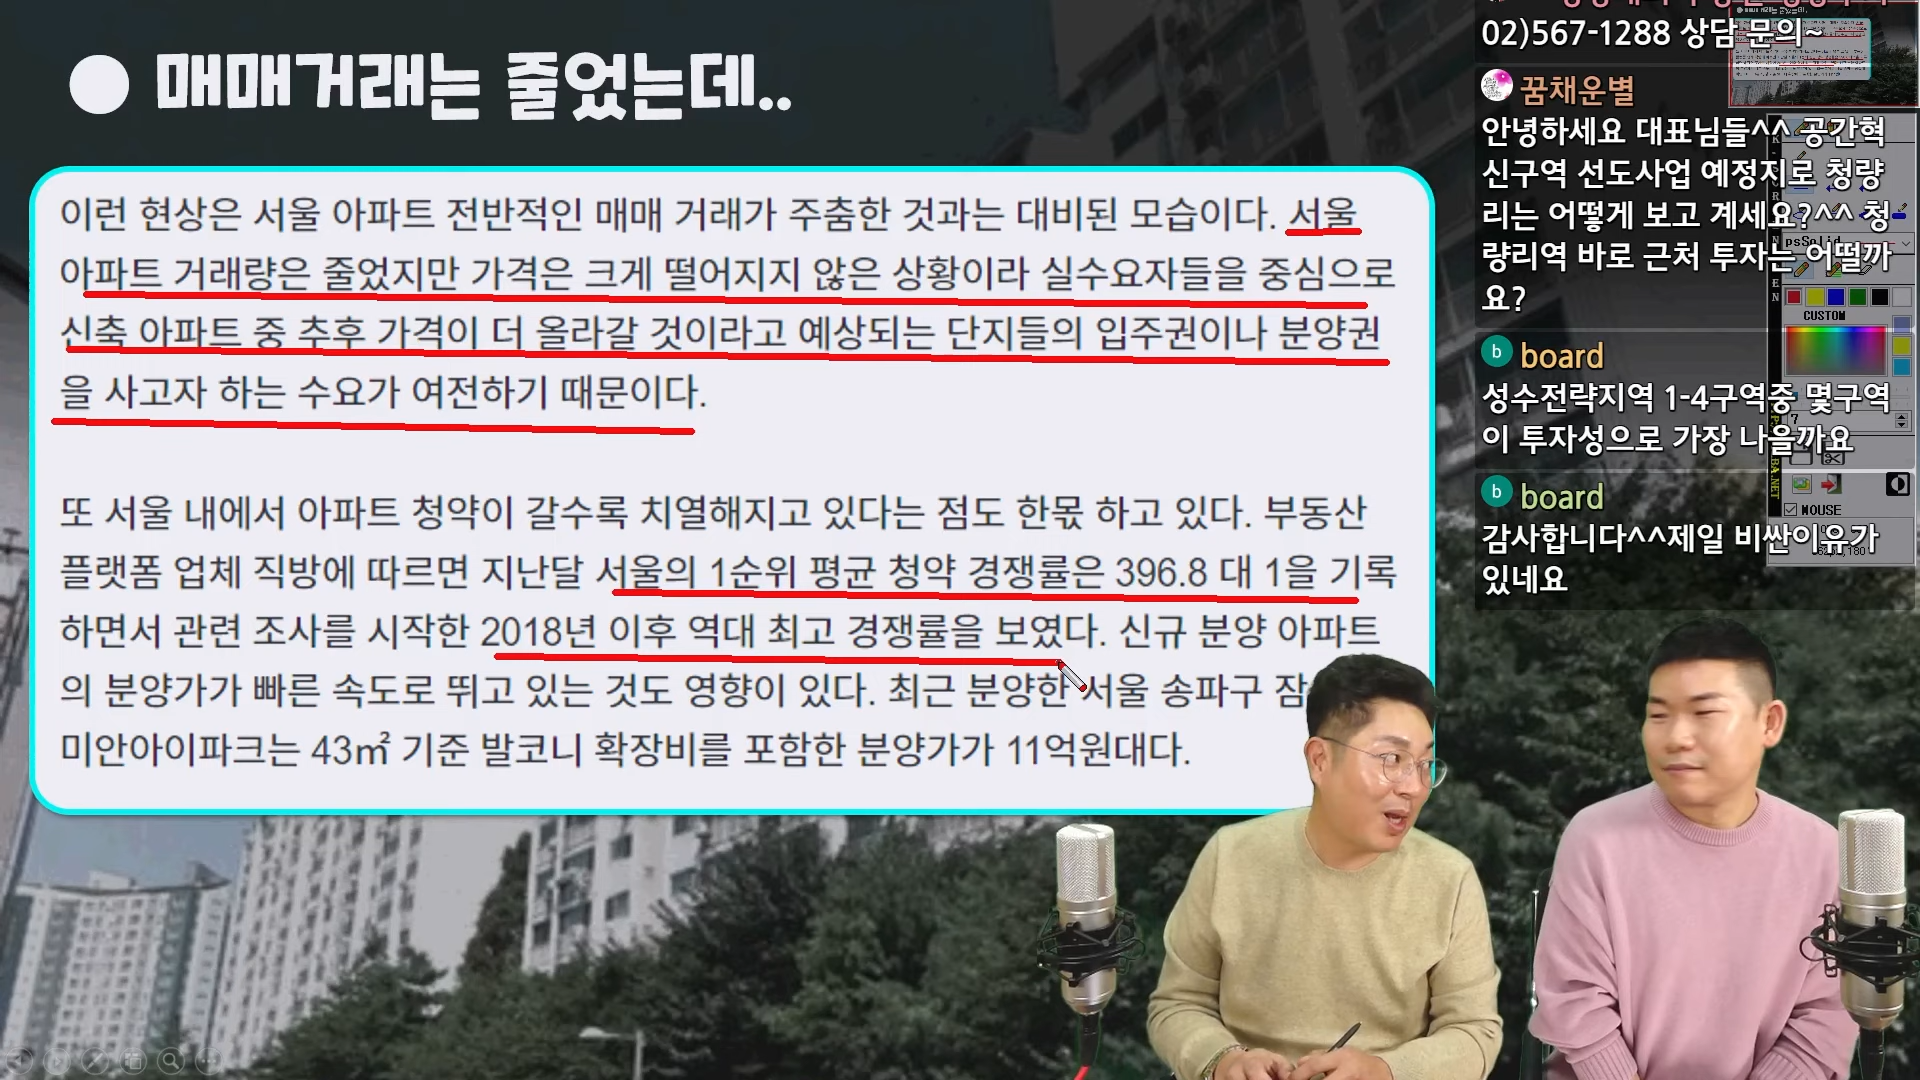 매매거래는 줄었는데..
이런 현상은 서울 아파트 전반적인 매매 거래가 주춤한 것과는 대비된 모습이다. 서울
아파트 거래량은 줄었지만 가격은 크게 떨어지지 않은 상황이라 실수요자들을 중심으로
신축 아파트 중 추후 가격이 더 올라갈 것이라고 예상되는 단지들의 입주권이나 분양권
을 사고자 하는 수요가 여전하기 때문이다.
또 서울 내에서 아파트 청약이 갈수록 치열해지고 있다는 점도 한몫 하고 있다. 부동산
플랫폼 업체 직방에 따르면 지난달 서울의 1순위 평균 청약 경쟁률은 396.8 대 1을 기록
하면서 관련 조사를 시작한 2018년 이후 역대 최고 경쟁률을 보였다. 신규 분양 아파트
의 분양가가 빠른 속도로 뛰고 있는 것도 영향이 있다. 최근 분양한 서울 송파구 잠
미안아이파크는 43㎡ 기준 발코니 확장비를 포함한 분양가가 11억원대다.
02)567-1288 상담 문의~
꿈채운별
안녕하세요 대표님들^^ 공간혁
신구역 선도사업 예정지로 청량
리는 어떻게 보고 계세요?^^ 청
량리역 바로 근처 투자는 어떨까
요?
b board
성수전략지역 1-4구역중 몇구역
이 투자성으로 가장 나을까요
b board
감사합니다^^제일 비싼이유가
있네요
psSolid
CUSTOM
7
MOUSE